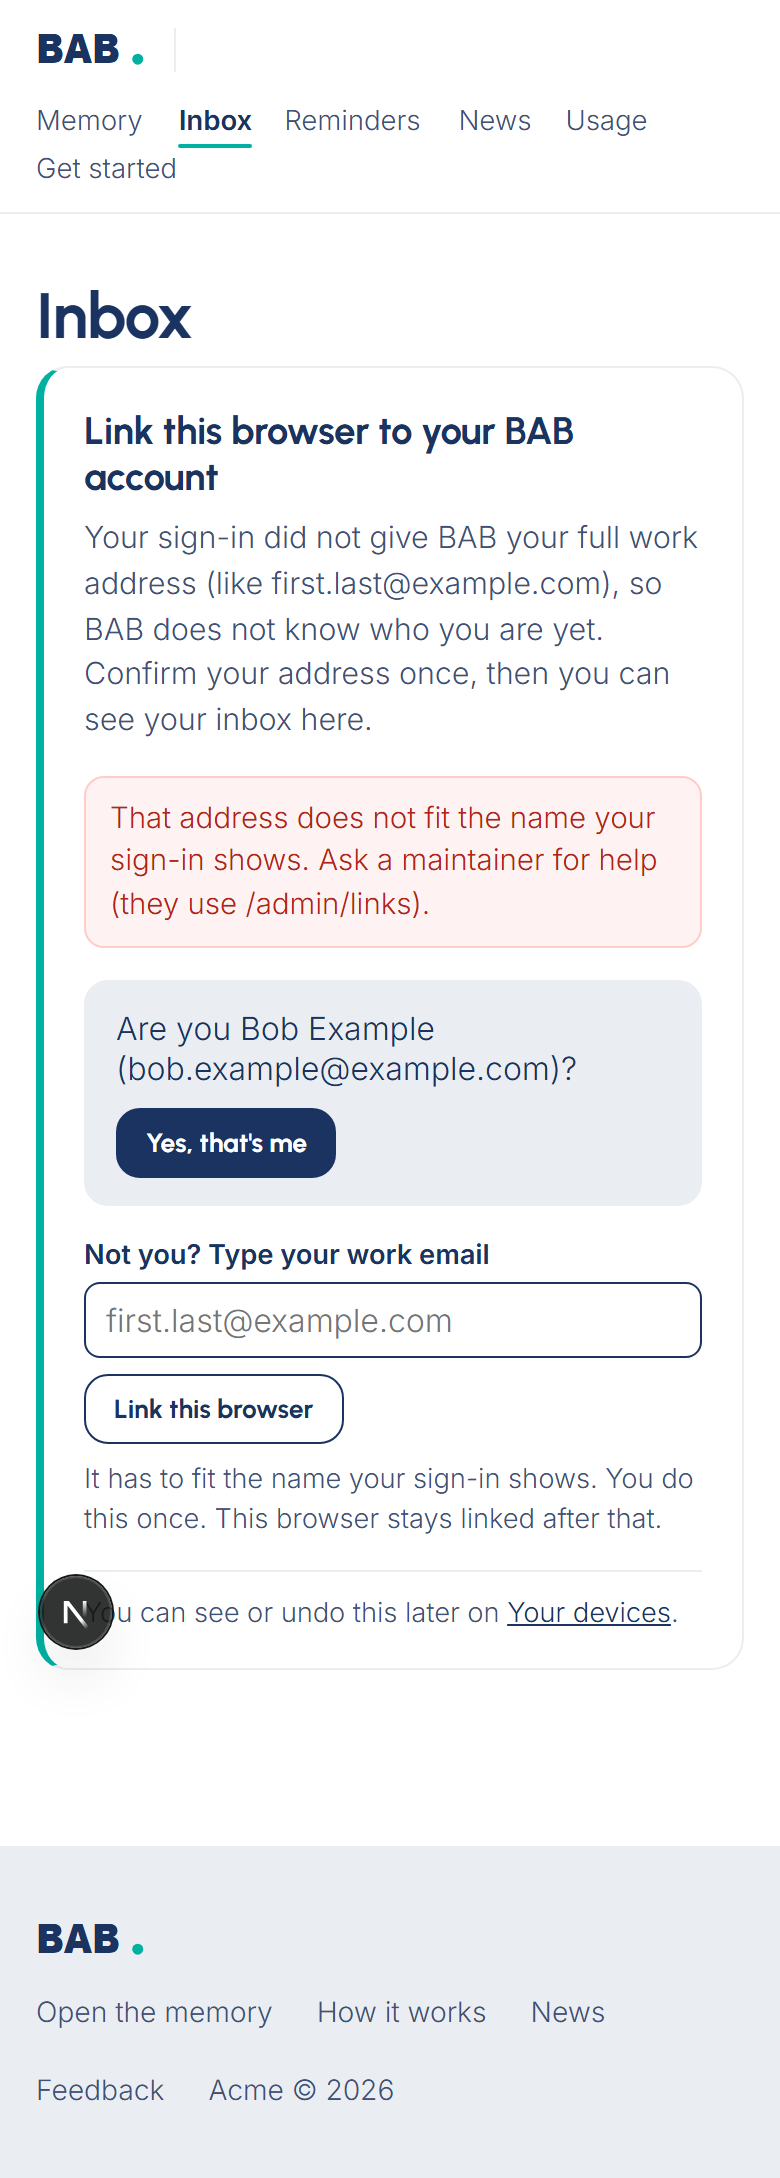 BAB.
Memory Inbox Reminders News Usage
Get started
Inbox
Link this browser to your BAB
account
Your sign-in did not give BAB your full work
address (like first.last@example.com), so
BAB does not know who you are yet.
Confirm your address once, then you can
see your inbox here.
That address does not fit the name your
sign-in shows. Ask a maintainer for help
(they use /admin/links).
Are you Bob Example
(bob.example@example.com)?
Yes, that's me
Not you? Type your work email
first.last@example.com
Link this browser
It has to fit the name your sign-in shows. You do
this once. This browser stays linked after that.
N
You can see or undo this later on Your devices.
BAB.
Open the memory How it works News
Feedback Acme © 2026